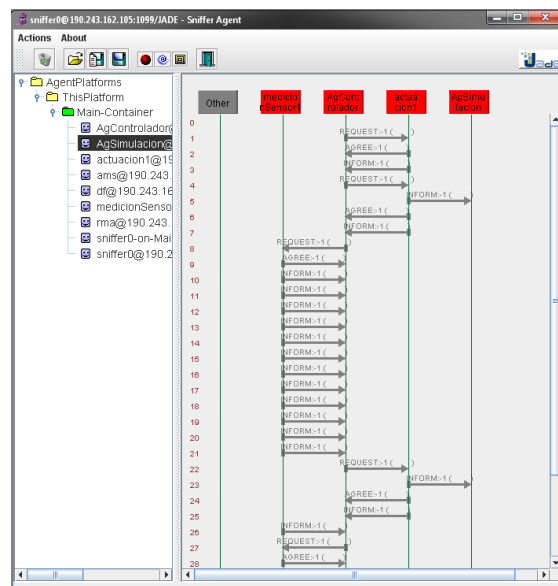 sniffer0@190.243.162.105:1099/JADE - Sniffer Agent
Actions About
Jade
AgentPlatforms
ThisPlatform
Main-Container
AgControlador@
AgSimulacion@
actuacion1@19
ams@190.243.
df@190.243.16
medicionSenso
rma@190.243.
sniffer0-on-Mai
sniffer0@190.2
Other
medicio
nSensor1
AgCont
rolador
actua
cion1
AgSimu
lacion
0
REQUEST:-1 ( )
1
AGREE:-1 ( )
2
INFORM:-1 ( )
3
REQUEST:-1 ( )
4
INFORM:-1 ( )
5
AGREE:-1 ( )
6
INFORM:-1 ( )
7
REQUEST:-1 ( )
8
AGREE:-1 ( )
9
INFORM:-1 ( )
10
INFORM:-1 ( )
11
INFORM:-1 ( )
12
INFORM:-1 ( )
13
INFORM:-1 ( )
14
INFORM:-1 ( )
15
INFORM:-1 ( )
16
INFORM:-1 ( )
17
INFORM:-1 ( )
18
INFORM:-1 ( )
19
INFORM:-1 ( )
20
INFORM:-1 ( )
21
REQUEST:-1 ( )
22
INFORM:-1 ( )
23
AGREE:-1 ( )
24
INFORM:-1 ( )
25
INFORM:-1 ( )
26
REQUEST:-1 ( )
27
AGREE:-1 ( )
28